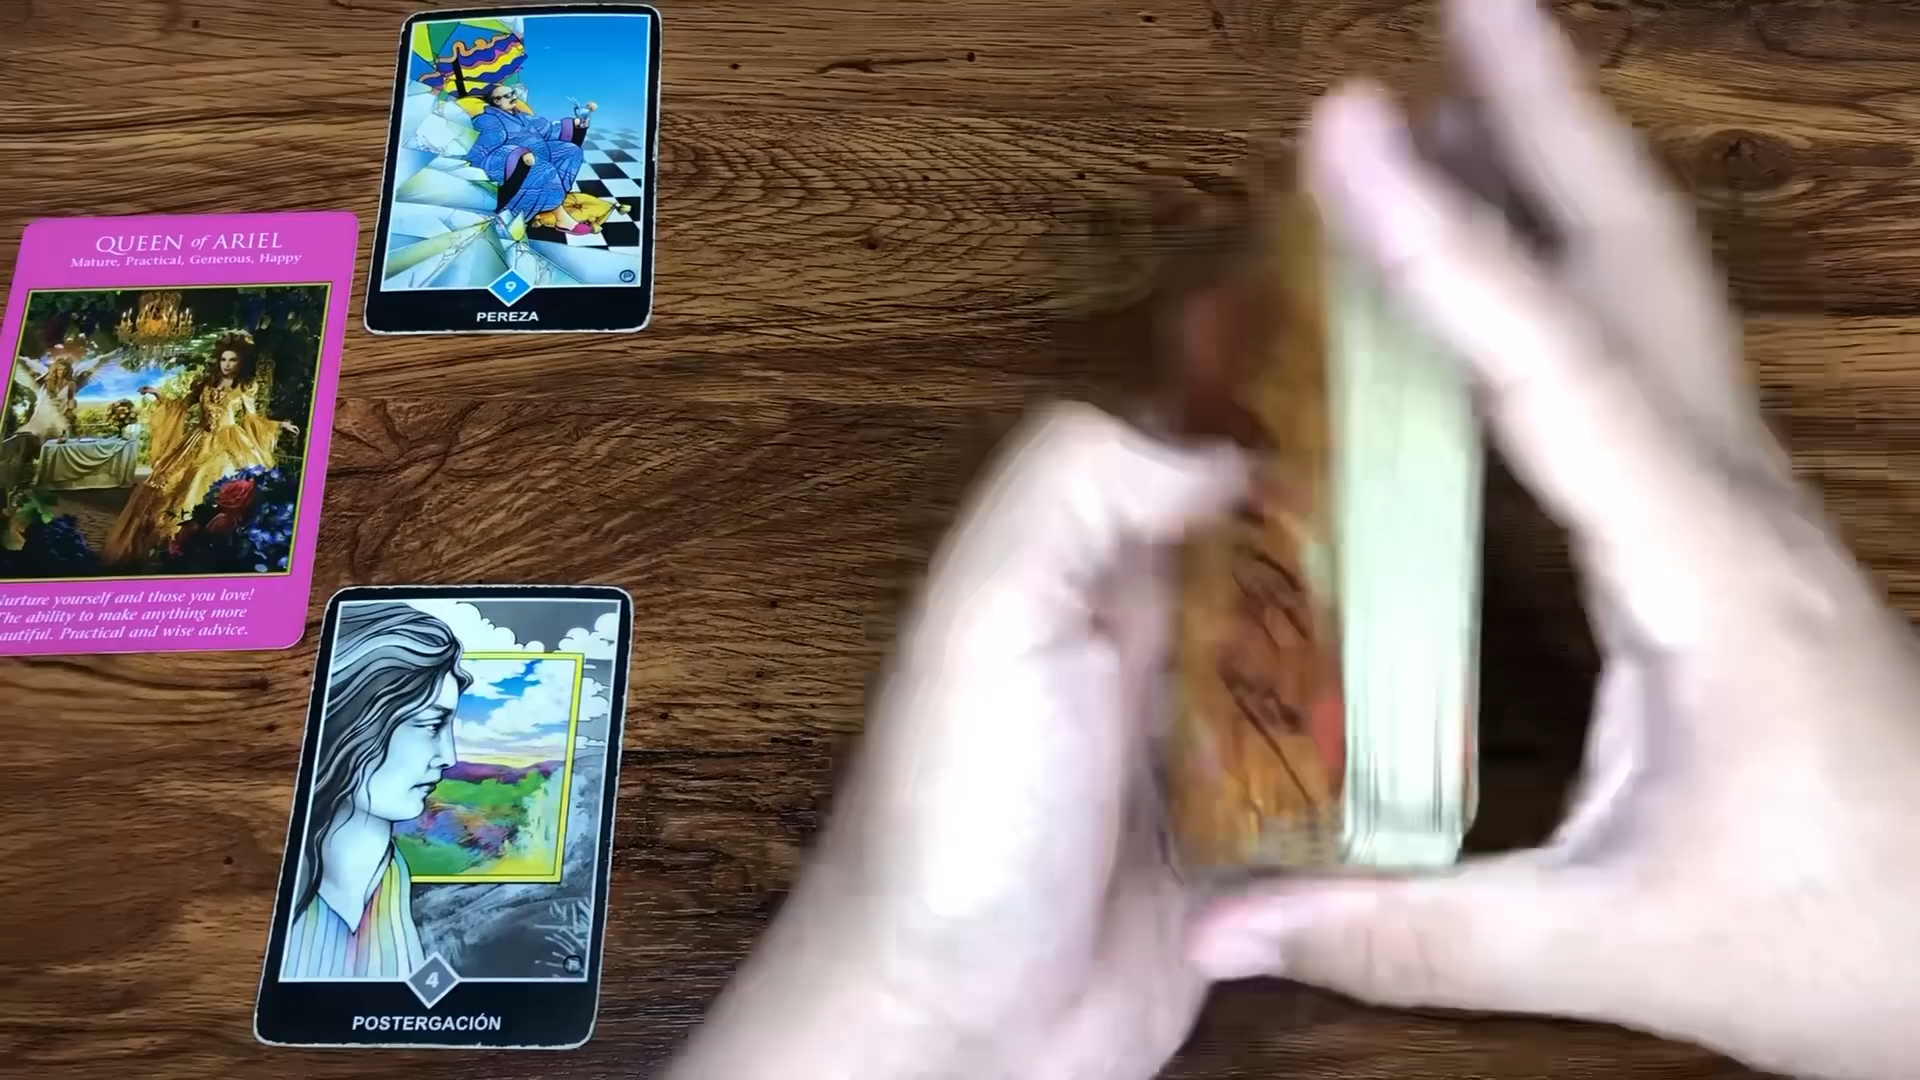 9
PEREZA
QUEEN of ARIEL
Mature, Practical, Generous, Happy
Nurture yourself and those you love!
The ability to make anything more
autiful. Practical and wise advice.
4
POSTERGACIÓN